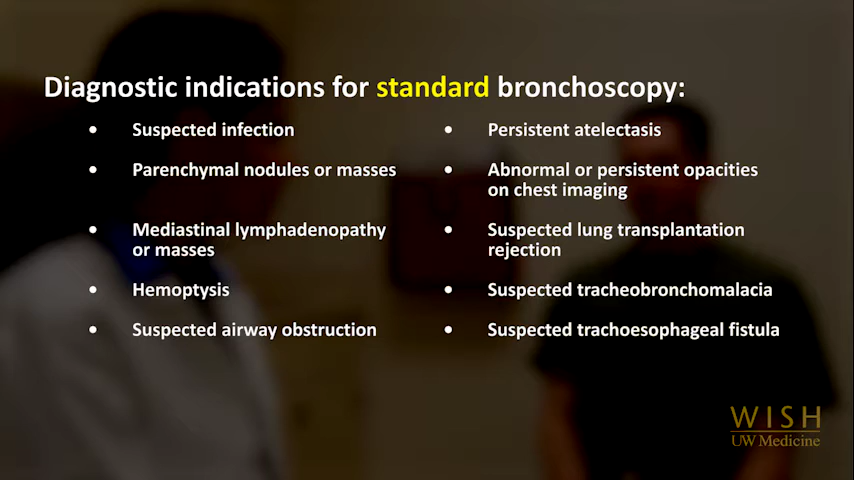 Diagnostic indications for standard bronchoscopy:
• Suspected infection
• Parenchymal nodules or masses
• Mediastinal lymphadenopathy
or masses
• Hemoptysis
• Suspected airway obstruction
• Persistent atelectasis
• Abnormal or persistent opacities
on chest imaging
• Suspected lung transplantation
rejection
• Suspected tracheobronchomalacia
• Suspected trachoesophageal fistula
WISH
UW Medicine